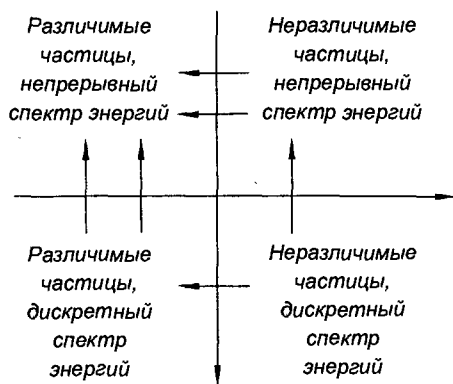 Различимые
частицы,
непрерывный
спектр энергий
Неразличимые
частицы,
непрерывный
спектр энергий
Различимые
частицы,
дискретный
спектр
энергий
Неразличимые
частицы,
дискретный
спектр
энергий